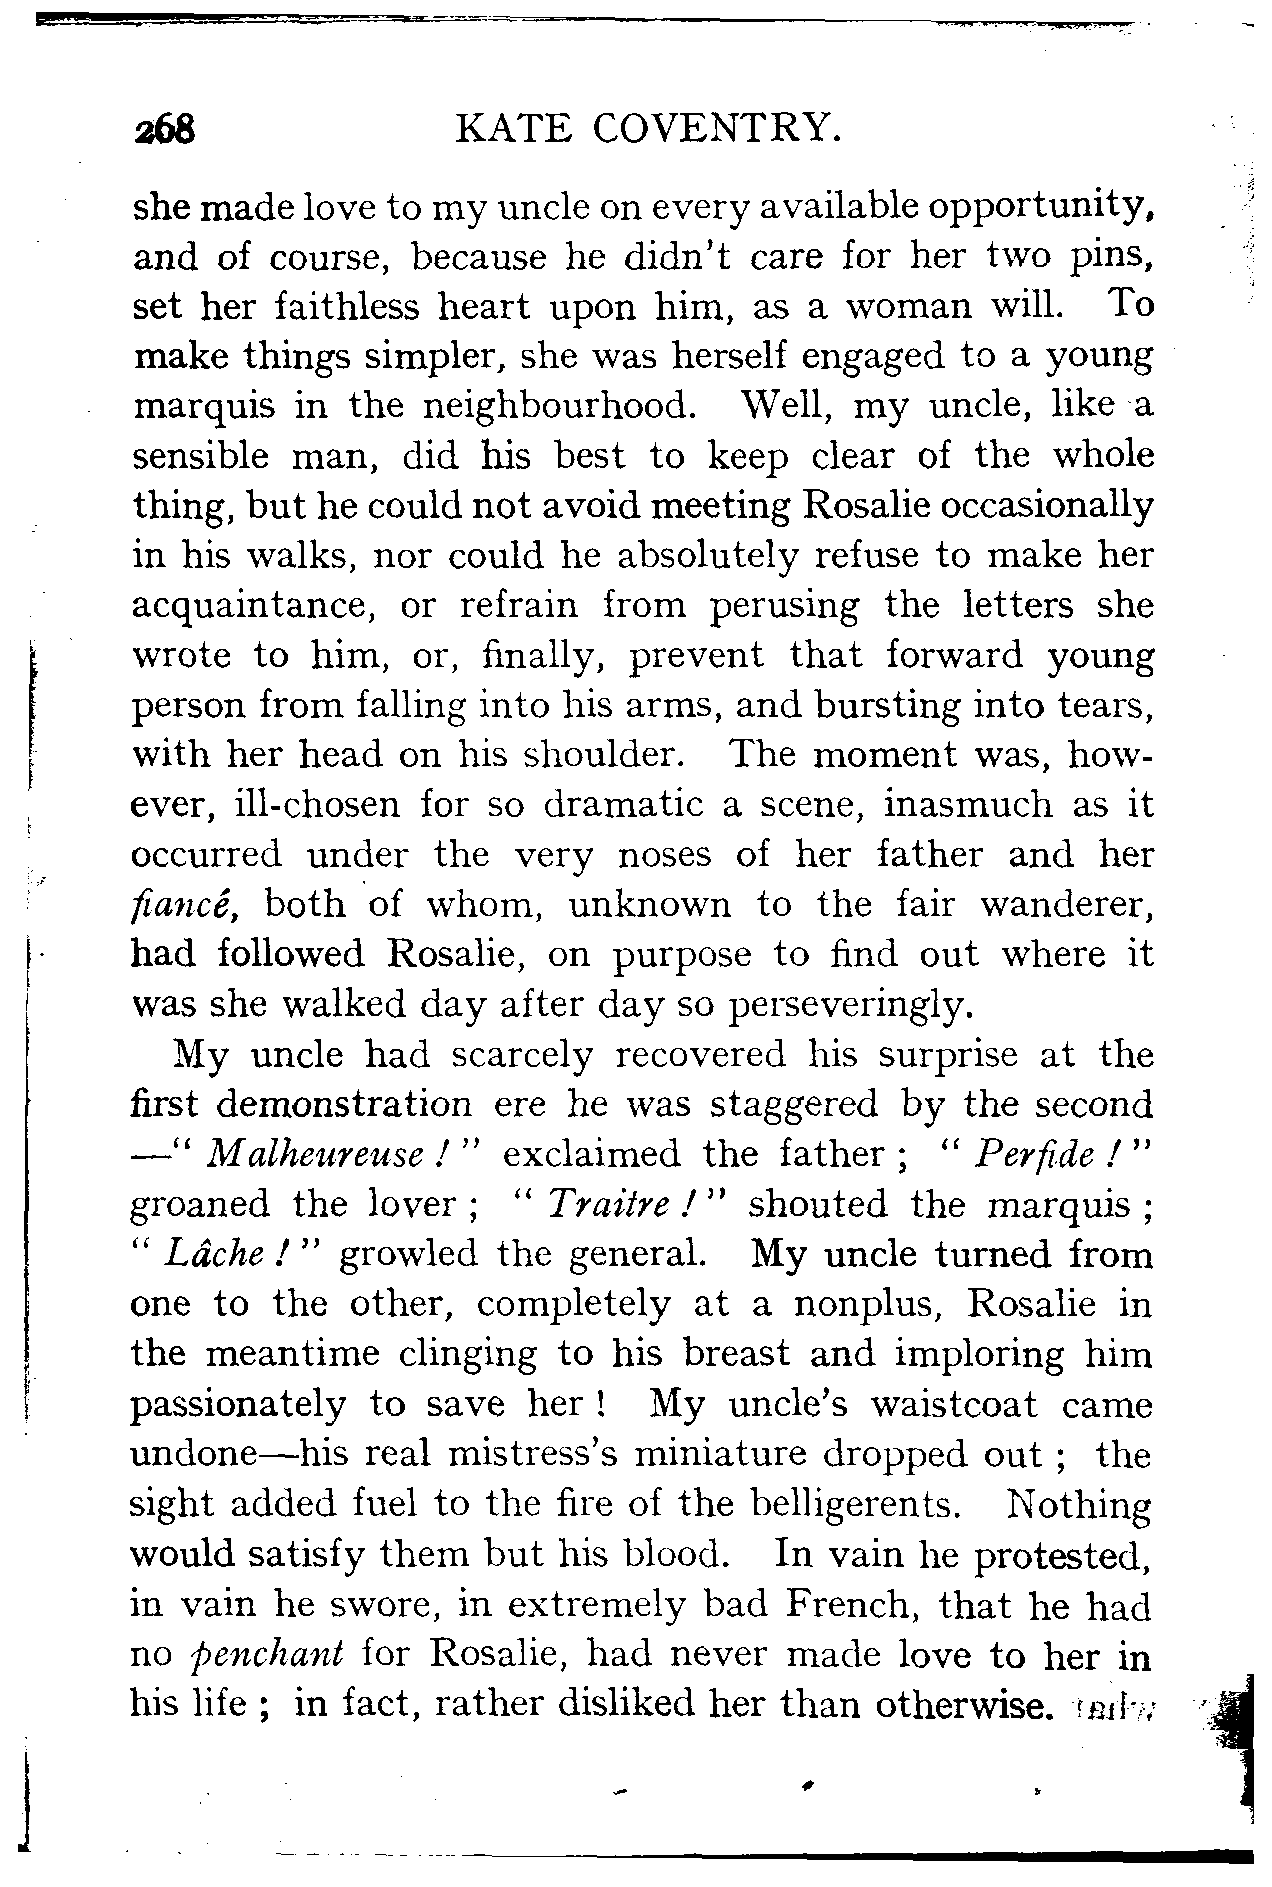 268 KATE COVENTRY.
she made love to my uncle on every available opportunity,
and of course, because he didn't care for her two pins,
set her faithless heart upon him, as a woman will. To
make things simpler, she was herself engaged to a young
marquis in the neighbourhood. Well, my uncle, like a
sensible man, did his best to keep clear of the whole
thing, but he could not avoid meeting Rosalie occasionally
in his walks, nor could he absolutely refuse to make her
acquaintance, or refrain from perusing the letters she
wrote to him, or, finally, prevent that forward young
person from falling into his arms, and bursting into tears,
with her head on his shoulder. The moment was, how-
ever, ill-chosen for so dramatic a scene, inasmuch as it
occurred under the very noses of her father and her
fiancé, both of whom, unknown to the fair wanderer,
had followed Rosalie, on purpose to find out where it
was she walked day after day so perseveringly.
My uncle had scarcely recovered his surprise at the
first demonstration ere he was staggered by the second
—“ Malheureuse ! ” exclaimed the father ; “ Perfide ! ”
groaned the lover ; “ Traitre ! ” shouted the marquis ;
“ Lâche ! ” growled the general. My uncle turned from
one to the other, completely at a nonplus, Rosalie in
the meantime clinging to his breast and imploring him
passionately to save her ! My uncle's waistcoat came
undone—his real mistress's miniature dropped out ; the
sight added fuel to the fire of the belligerents. Nothing
would satisfy them but his blood. In vain he protested,
in vain he swore, in extremely bad French, that he had
no penchant for Rosalie, had never made love to her in
his life ; in fact, rather disliked her than otherwise.